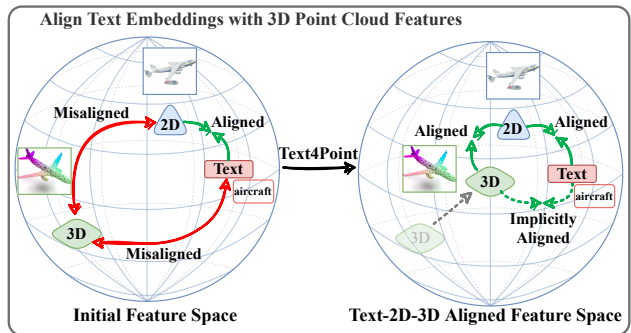 Align Text Embeddings with 3D Point Cloud Features
Misaligned
2D
Aligned
Text
aircraft
3D
Misaligned
Initial Feature Space
Text4Point
Aligned
2D
Aligned
3D
Text
aircraft
Implicitly
Aligned
3D
Text-2D-3D Aligned Feature Space